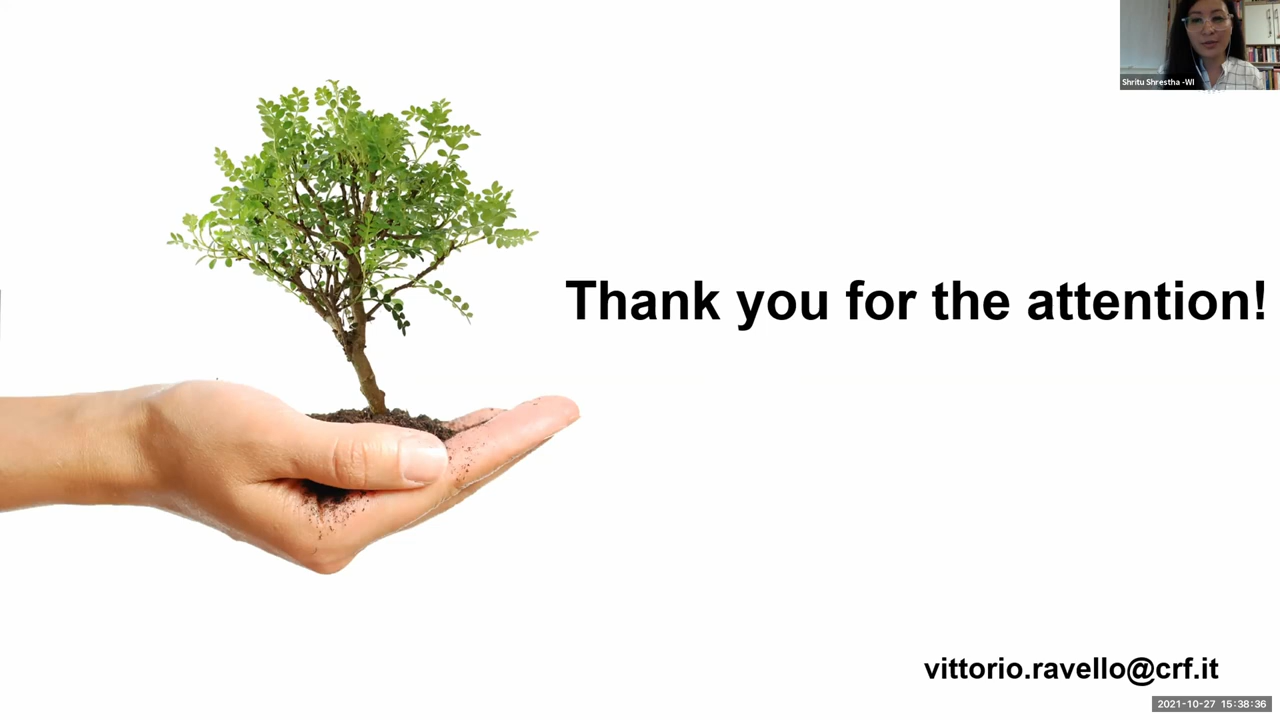 Shritu Shrestha -WI
Thank you for the attention!
vittorio.ravello@crf.it
2021-10-27 15:38:36